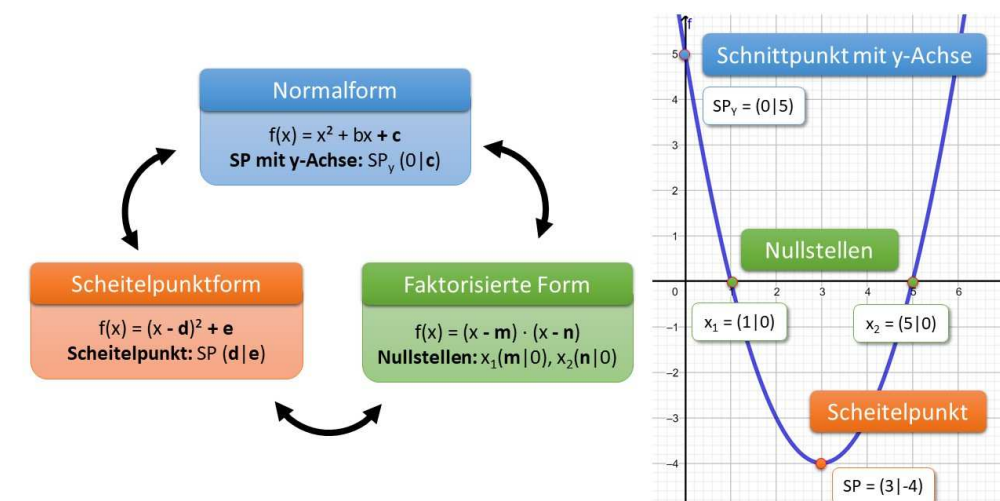 Normalform
f(x) = x² + bx + c
SP mit y-Achse: SPy (0|c)
Scheitelpunktform
f(x) = (x - d)² + e
Scheitelpunkt: SP (d|e)
Faktorisierte Form
f(x) = (x - m) · (x - n)
Nullstellen: x₁(m|0), x₂(n|0)
f
5
Schnittpunkt mit y-Achse
4
SPY = (0|5)
3
2
1
Nullstellen
0 2 3 4 5 6
-1
x₁ = (1|0)
x₂ = (5|0)
-2
-3
Scheitelpunkt
-4
SP = (3|-4)